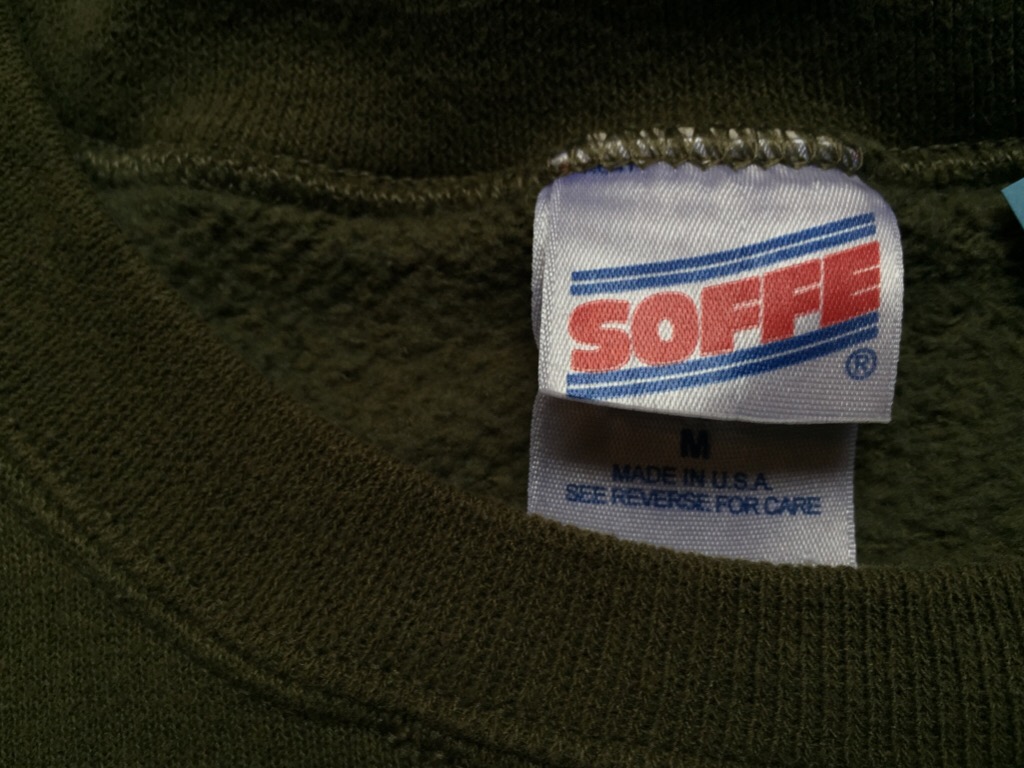 SOFFE
®
M
MADE IN U.S.A.
SEE REVERSE FOR CARE